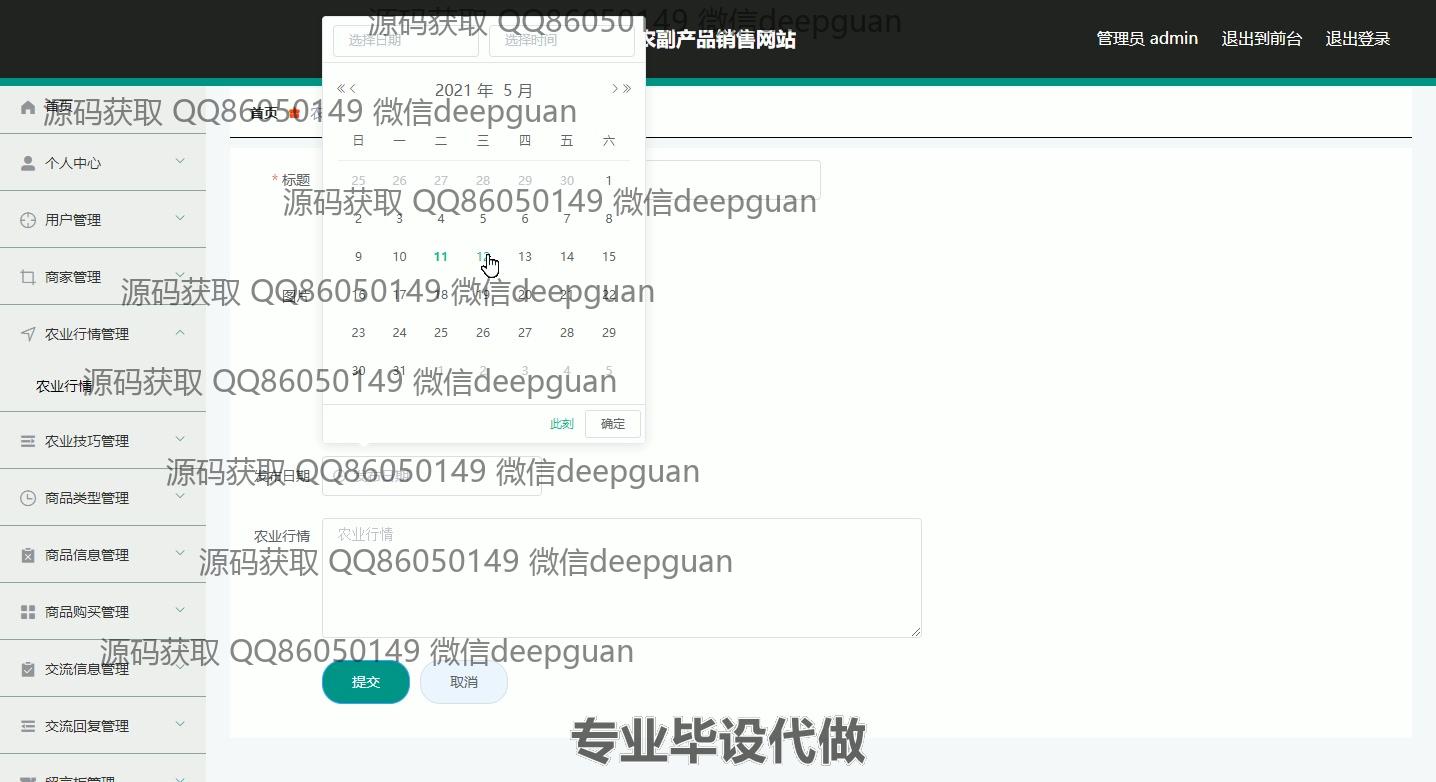 源码获取 QQ86050149 微信deepguan
选择日期 选择时间
农副产品销售网站
管理员 admin 退出到前台 退出登录
2021 年 5 月
首页
源码获取 QQ86050149 微信deepguan
首页 农
日 一 二 三 四 五 六
个人中心
* 标题
25 26 27 28 29 30 1
源码获取 QQ86050149 微信deepguan
用户管理
2 3 4 5 6 7 8
9 10 11 12 13 14 15
商家管理
源码获取 QQ86050149 微信deepguan
图片
16 17 18 19 20 21 22
农业行情管理
23 24 25 26 27 28 29
30 31 1 2 3 4 5
农业行情
源码获取 QQ86050149 微信deepguan
此刻 确定
农业技巧管理
源码获取 QQ86050149 微信deepguan
发布日期 发布日期
商品类型管理
农业行情 农业行情
商品信息管理
源码获取 QQ86050149 微信deepguan
商品购买管理
源码获取 QQ86050149 微信deepguan
交流信息管理
提交 取消
交流回复管理
专业毕设代做
留言板管理